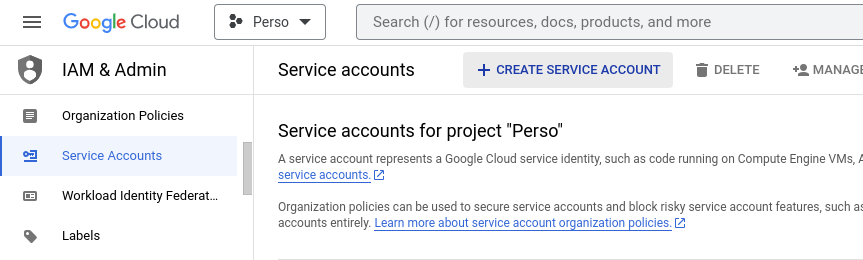 Google Cloud
Perso
Search (/) for resources, docs, products, and more
IAM & Admin
Service accounts
CREATE SERVICE ACCOUNT
DELETE
MANAGE
Organization Policies
Service Accounts
Workload Identity Federat...
Labels
Service accounts for project "Perso"
A service account represents a Google Cloud service identity, such as code running on Compute Engine VMs, A
service accounts.
Organization policies can be used to secure service accounts and block risky service account features, such as
accounts entirely. Learn more about service account organization policies.